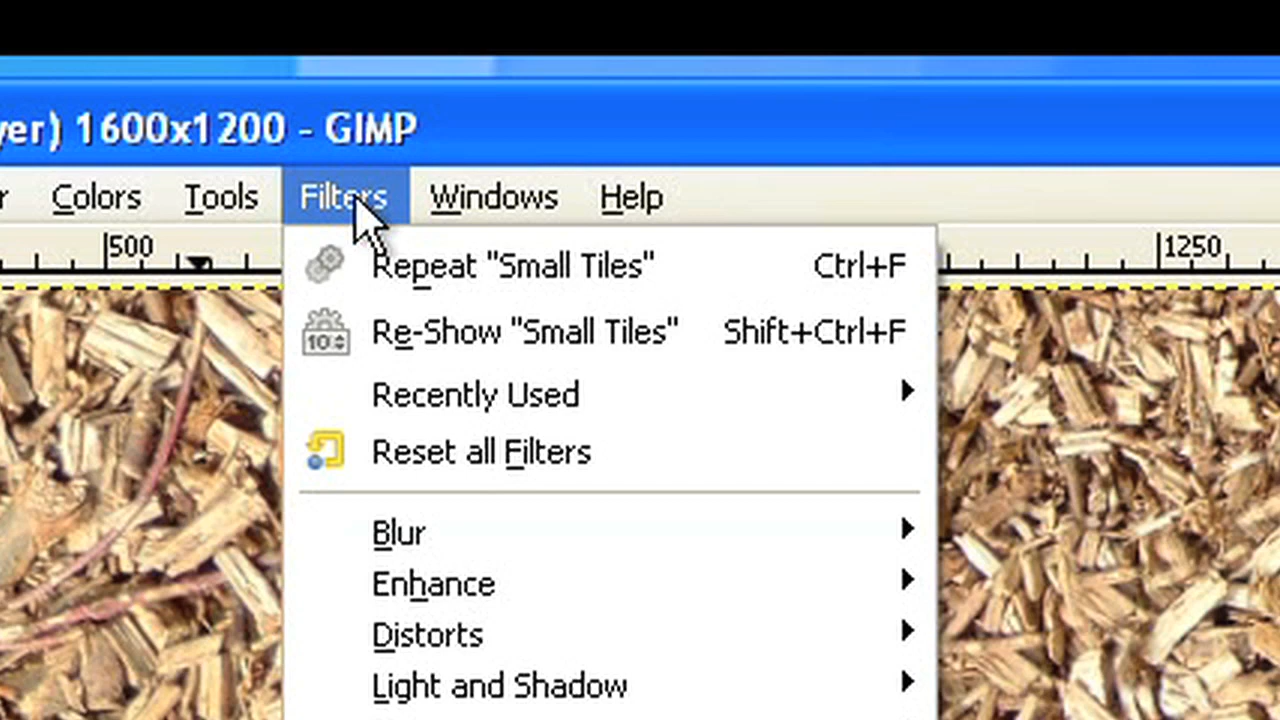 yer) 1600x1200 - GIMP
r Colors Tools Filters Windows Help
500 1250
Repeat "Small Tiles" Ctrl+F
Re-Show "Small Tiles" Shift+Ctrl+F
Recently Used
Reset all Filters
Blur
Enhance
Distorts
Light and Shadow